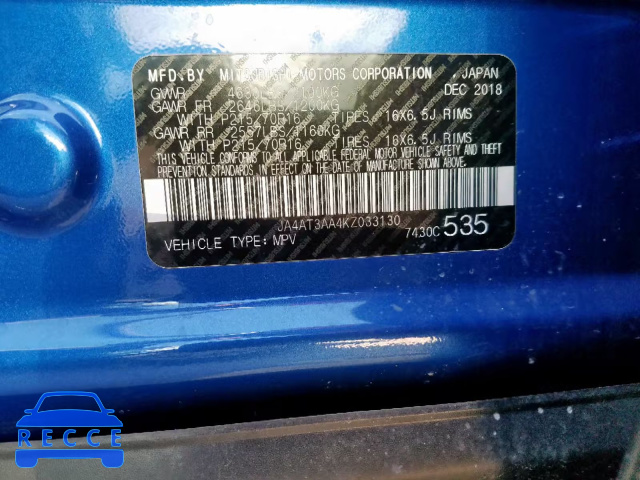 MFD.BY MITSUBISHI MOTORS CORPORATION , JAPAN
GVWR DEC 2018
GAWR FR 2646LBS/1200KG
WITH P215/70R16 TIRES, 16X6.5J RIMS
GAWR RR 2557LBS/1160KG
WITH P215/70R16 TIRES, 16X6.5J RIMS
THIS VEHICLE CONFORMS TO ALL APPLICABLE FEDERAL MOTOR VEHICLE SAFETY AND THEFT
PREVENTION STANDARDS IN EFFECT ON THE DATE OF MANUFACTURE SHOWN ABOVE.
JA4AT3AA4KZ033130
VEHICLE TYPE:MPV 7430C 535
RECCE